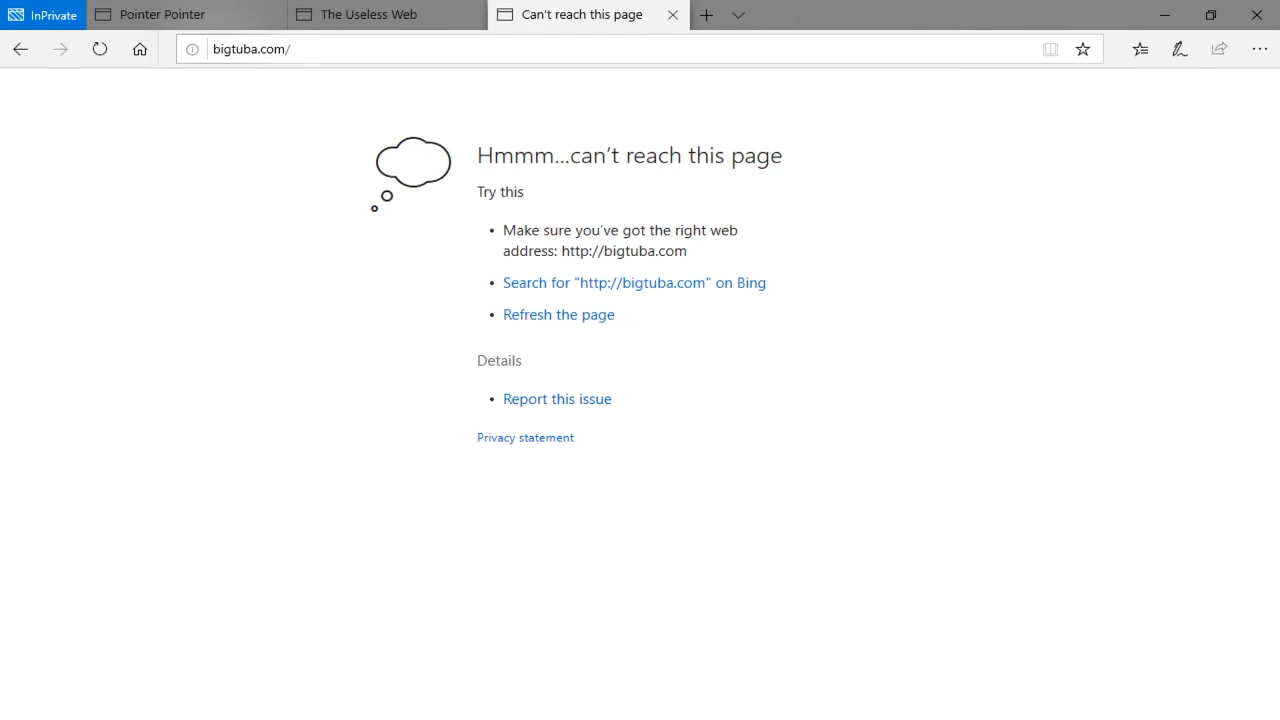 InPrivate Pointer Pointer The Useless Web Can't reach this page
bigtuba.com/
Hmmm...can't reach this page
Try this
• Make sure you've got the right web
address: http://bigtuba.com
• Search for "http://bigtuba.com" on Bing
• Refresh the page
Details
• Report this issue
Privacy statement